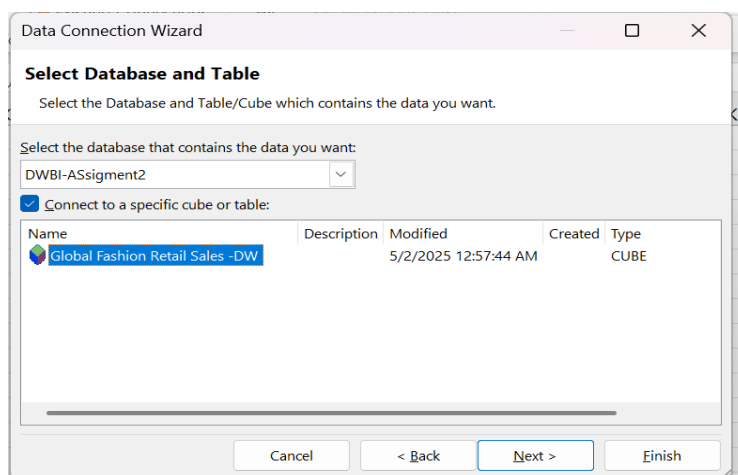 Data Connection Wizard
Select Database and Table
Select the Database and Table/Cube which contains the data you want.
Select the database that contains the data you want:
DWBI-ASsigment2
Connect to a specific cube or table:
Name Description Modified Created Type
Global Fashion Retail Sales -DW 5/2/2025 12:57:44 AM CUBE
Cancel < Back Next > Finish